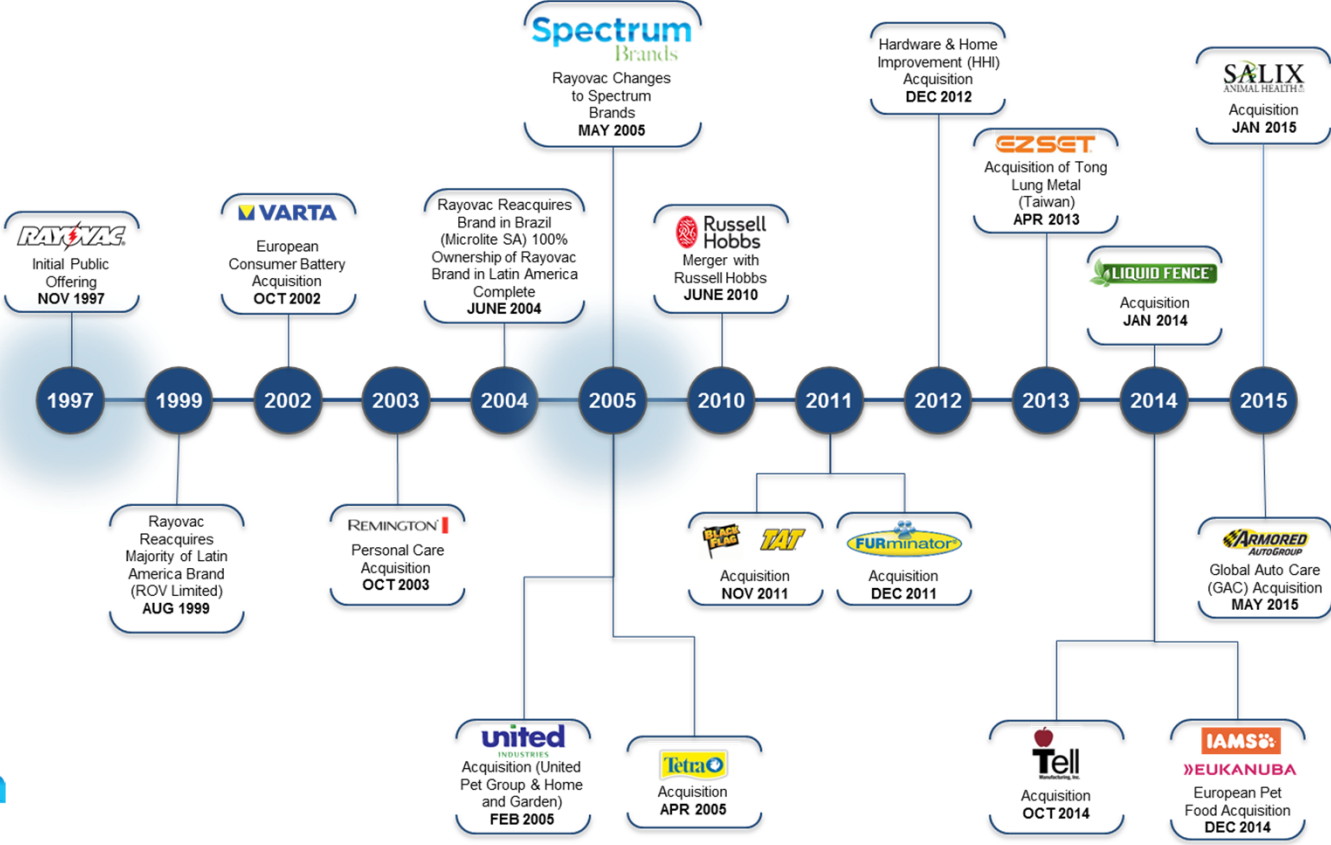 Spectrum
Brands
Rayovac Changes
to Spectrum
Brands
MAY 2005
Hardware & Home
Improvement (HHI)
Acquisition
DEC 2012
SALIX
ANIMAL HEALTH
Acquisition
JAN 2015
EZSET
Acquisition of Tong
Lung Metal
(Taiwan)
APR 2013
RAYOVAC
Initial Public
Offering
NOV 1997
VARTA
European
Consumer Battery
Acquisition
OCT 2002
Rayovac Reacquires
Brand in Brazil
(Microlite SA) 100%
Ownership of Rayovac
Brand in Latin America
Complete
JUNE 2004
Russell
Hobbs
Merger with
Russell Hobbs
JUNE 2010
LIQUID FENCE
Acquisition
JAN 2014
1997 1999 2002 2003 2004 2005 2010 2011 2012 2013 2014 2015
Rayovac
Reacquires
Majority of Latin
America Brand
(ROV Limited)
AUG 1999
REMINGTON
Personal Care
Acquisition
OCT 2003
BLACK
FLAG
TAT
Acquisition
NOV 2011
FURminator®
Acquisition
DEC 2011
ARMORED
AUTOGROUP
Global Auto Care
(GAC) Acquisition
MAY 2015
united
INDUSTRIES
Acquisition (United
Pet Group & Home
and Garden)
FEB 2005
Tetra
Acquisition
APR 2005
Tell
Manufacturing, Inc.
Acquisition
OCT 2014
IAMS
»EUKANUBA
European Pet
Food Acquisition
DEC 2014